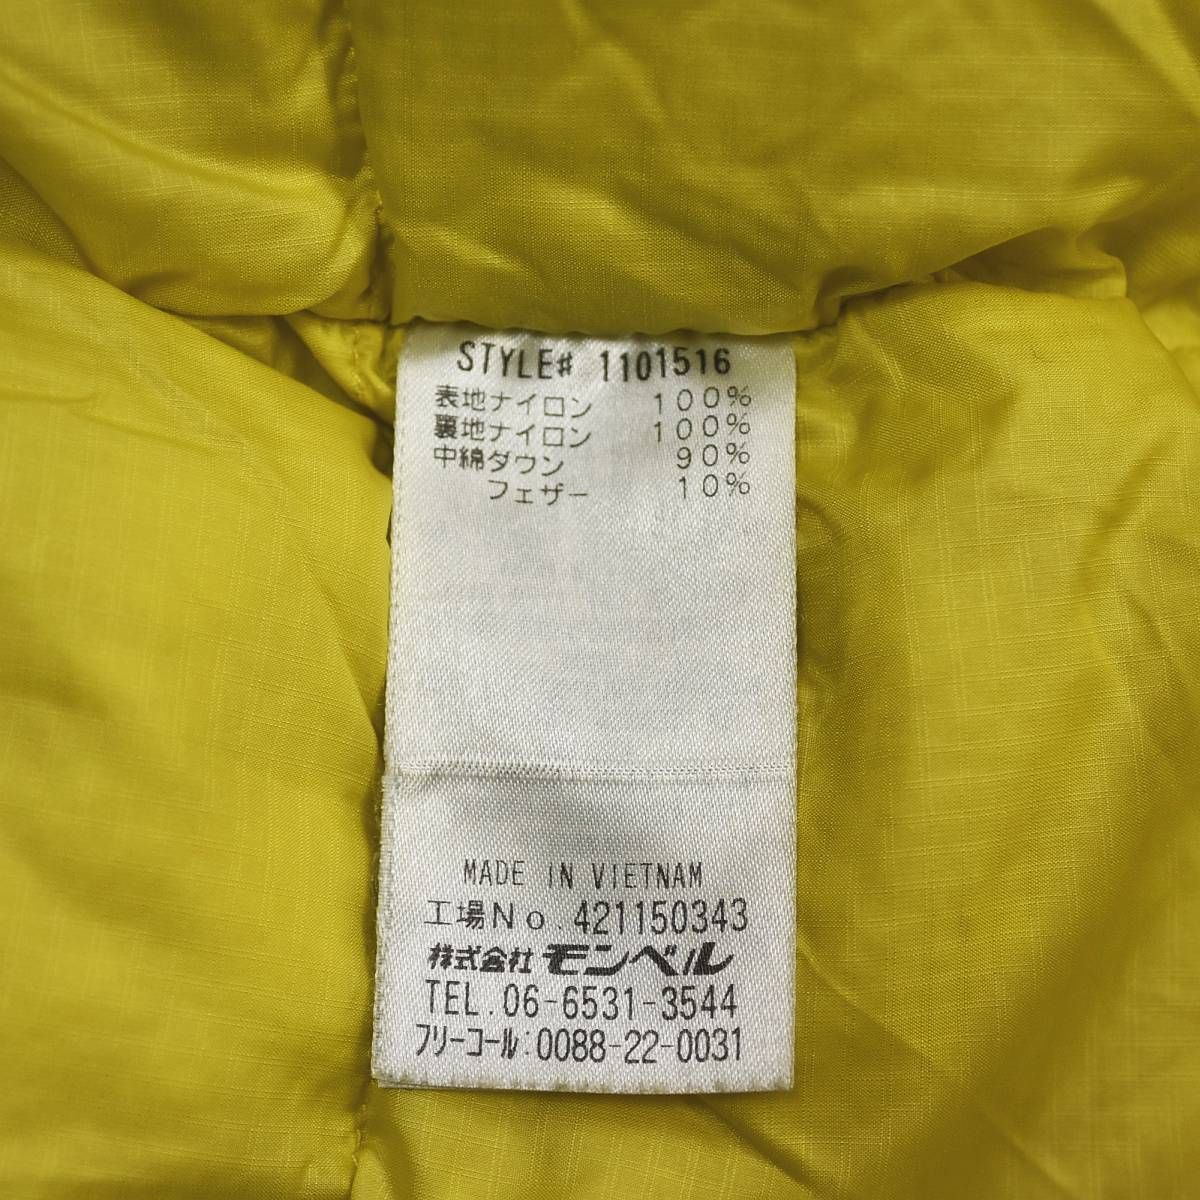 STYLE# 1101516
表地ナイロン 100%
裏地ナイロン 100%
中綿ダウン 90%
フェザー 10%
MADE IN VIETNAM
工場No. 421150343
株式会社 モンベル
TEL. 06-6531-3544
フリーコール:0088-22-0031